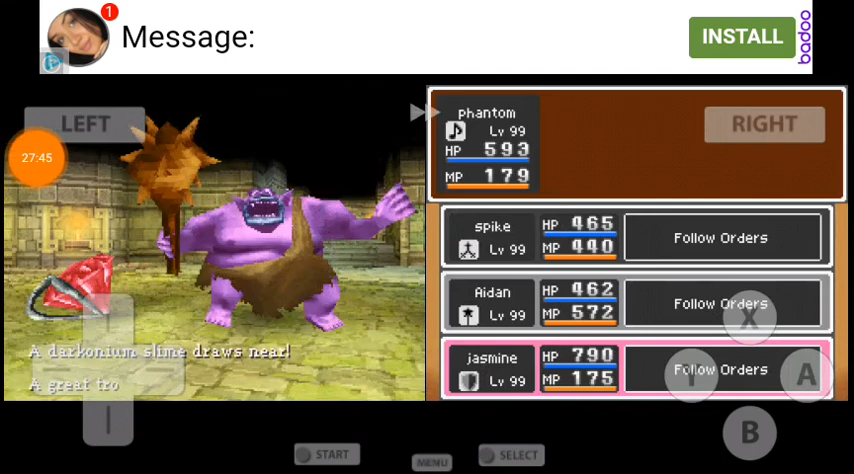 1
Message:
INSTALL
badoo
LEFT
27:45
A darkonium slime draws near!
A great tro
phantom
Lv 99
HP 593
MP 179
RIGHT
spike
Lv 99
HP 465
MP 440
Follow Orders
Aidan
Lv 99
HP 462
MP 572
Follow Orders
jasmine
Lv 99
HP 790
MP 175
Follow Orders
X
Y
A
B
START
MENU
SELECT